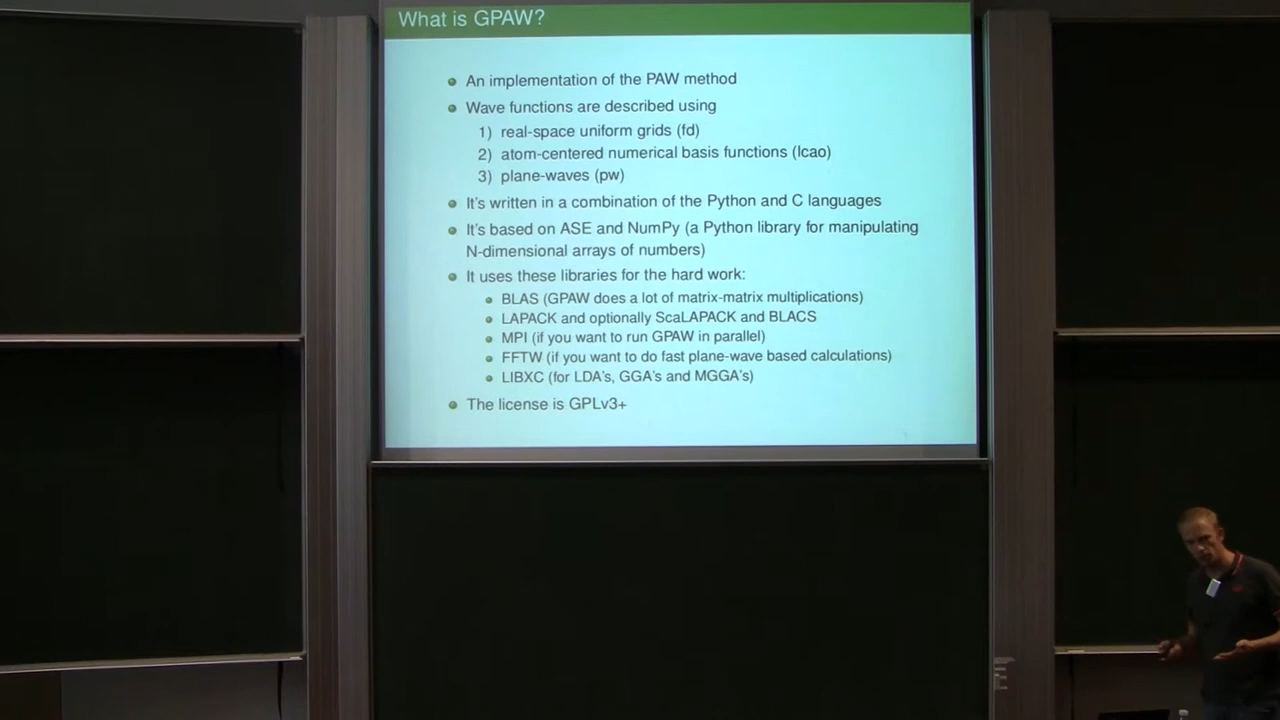 What is GPAW?
An implementation of the PAW method
Wave functions are described using
1) real-space uniform grids (fd)
2) atom-centered numerical basis functions (lcao)
3) plane-waves (pw)
It's written in a combination of the Python and C languages
It's based on ASE and NumPy (a Python library for manipulating
N-dimensional arrays of numbers)
It uses these libraries for the hard work:
BLAS (GPAW does a lot of matrix-matrix multiplications)
LAPACK and optionally ScaLAPACK and BLACS
MPI (if you want to run GPAW in parallel)
FFTW (if you want to do fast plane-wave based calculations)
LIBXC (for LDA's, GGA's and MGGA's)
The license is GPLv3+